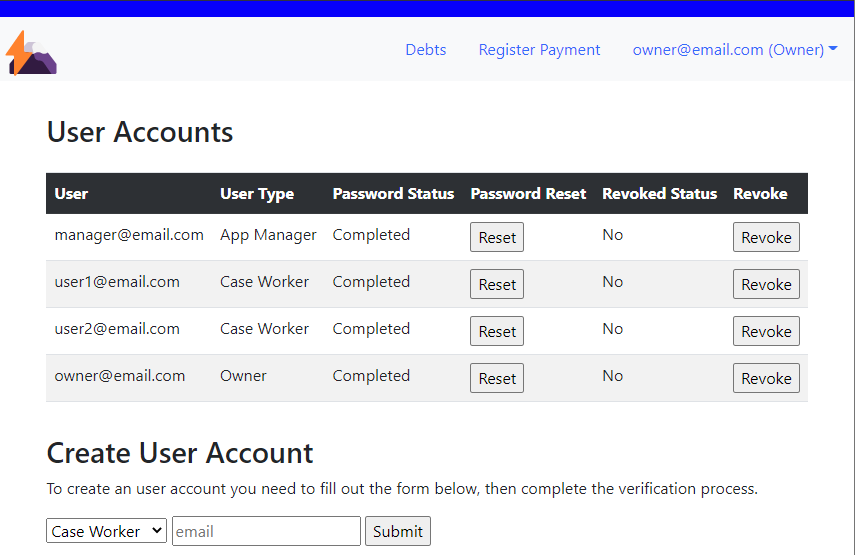 Debts Register Payment owner@email.com (Owner)
User Accounts
User User Type Password Status Password Reset Revoked Status Revoke
manager@email.com App Manager Completed Reset No Revoke
user1@email.com Case Worker Completed Reset No Revoke
user2@email.com Case Worker Completed Reset No Revoke
owner@email.com Owner Completed Reset No Revoke
Create User Account
To create an user account you need to fill out the form below, then complete the verification process.
Case Worker email Submit